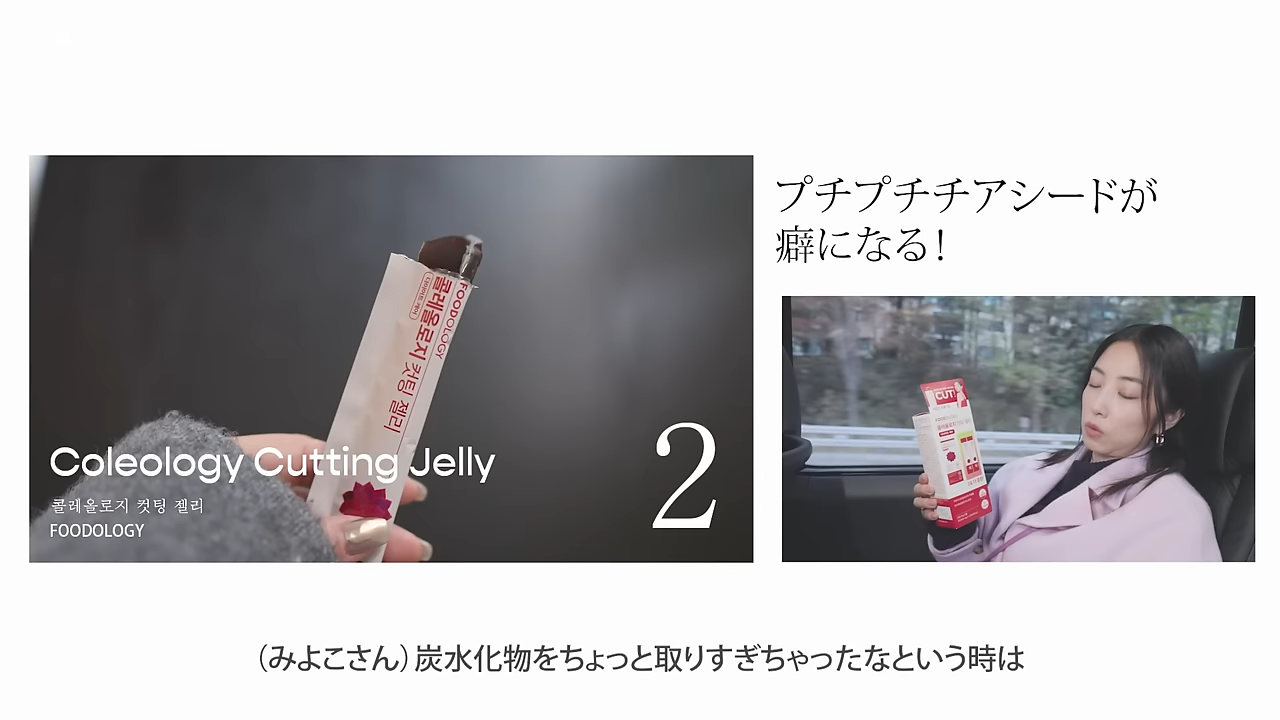 プチプチチアシードが
癖になる！
FOODOLOGY
콜레올로지 컷팅 젤리
CUT!
Coleology Cutting Jelly
콜레올로지 컷팅 젤리
FOODOLOGY
2
（みよこさん）炭水化物をちょっと取りすぎちゃったなという時は